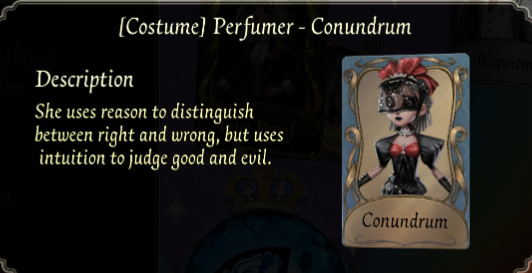 [Costume] Perfumer - Conundrum
Description
She uses reason to distinguish
between right and wrong, but uses
intuition to judge good and evil.
Conundrum
Requiem